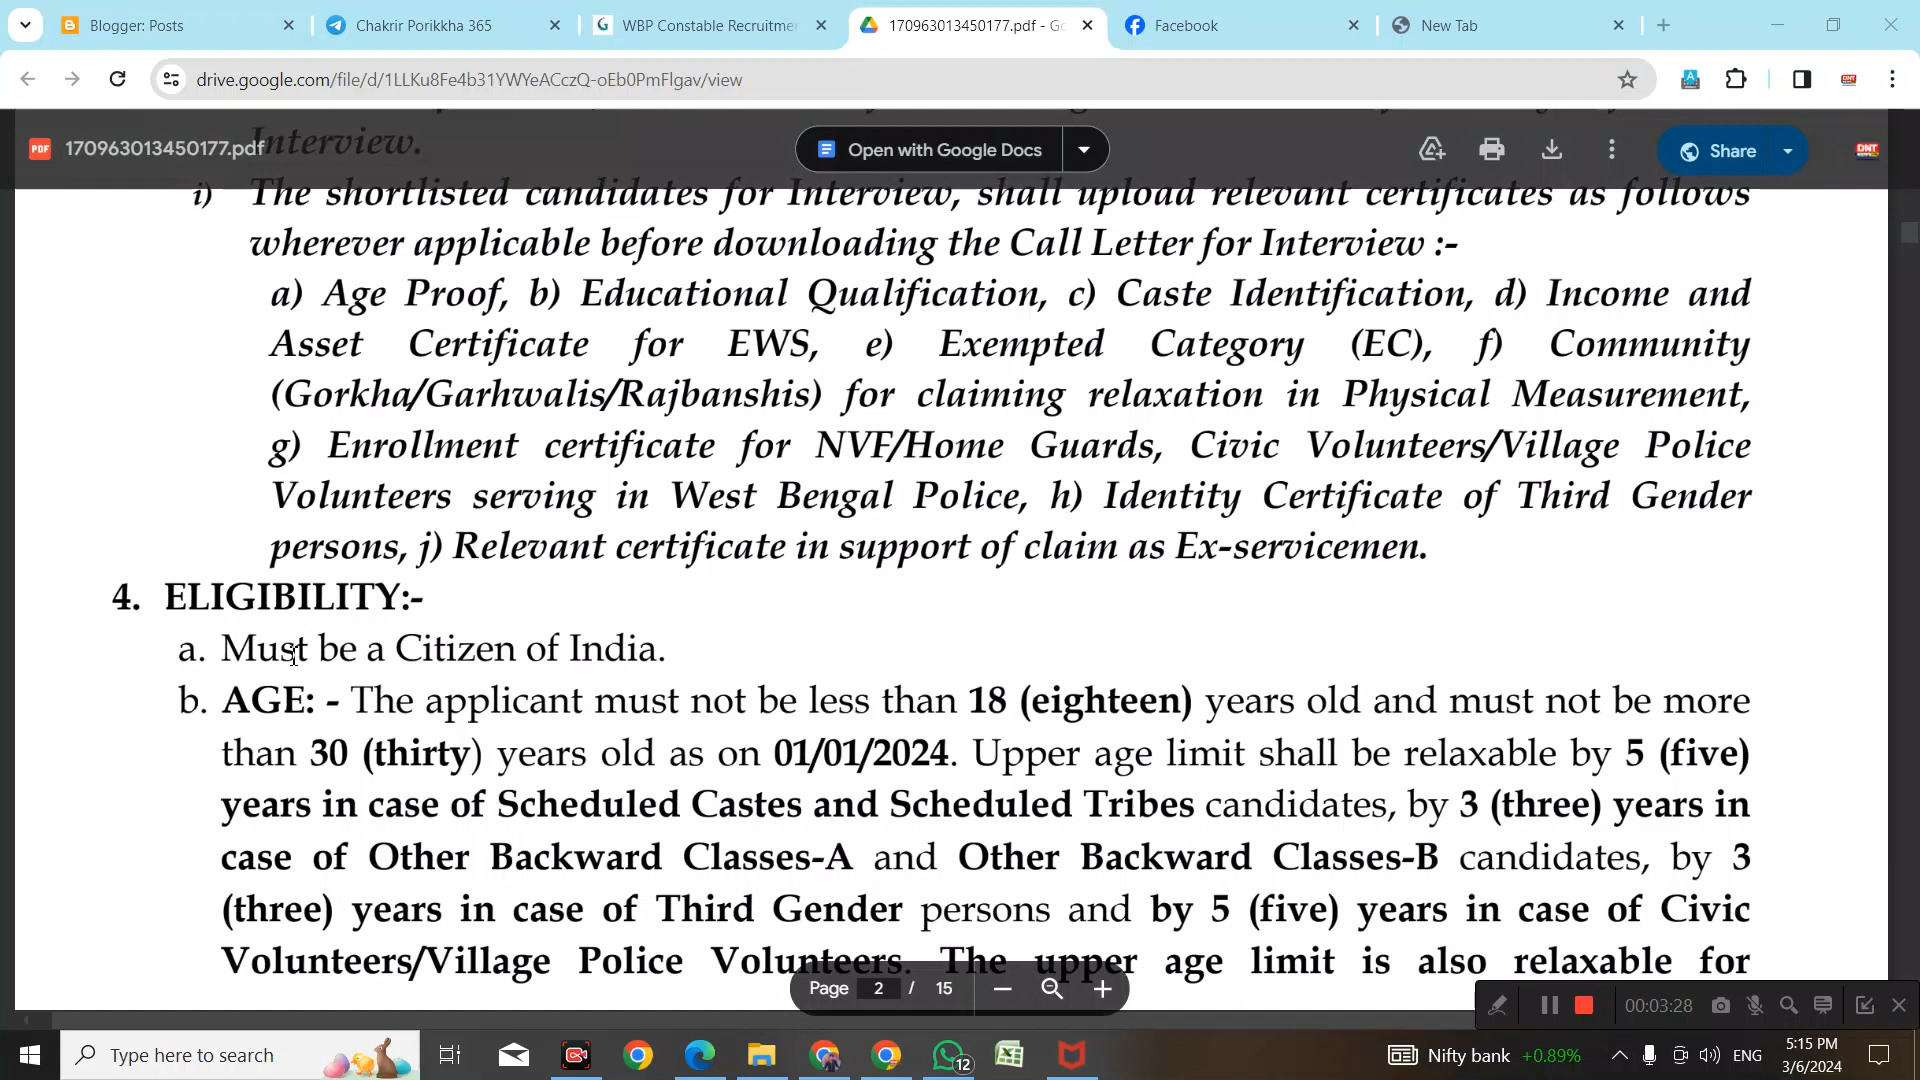 Blogger: Posts
Chakrir Porikkha 365
WBP Constable Recruitmer
170963013450177.pdf - Go
Facebook
New Tab
drive.google.com/file/d/1LLKu8Fe4b31YWYeACczQ-oEb0PmFlgav/view
Interview.
PDF 170963013450177.pdf
Open with Google Docs
Share
DNT
i) The shortlisted candidates for Interview, shall upload relevant certificates as follows
wherever applicable before downloading the Call Letter for Interview :-
a) Age Proof, b) Educational Qualification, c) Caste Identification, d) Income and
Asset Certificate for EWS, e) Exempted Category (EC), f) Community
(Gorkha/Garhwalis/Rajbanshis) for claiming relaxation in Physical Measurement,
g) Enrollment certificate for NVF/Home Guards, Civic Volunteers/Village Police
Volunteers serving in West Bengal Police, h) Identity Certificate of Third Gender
persons, j) Relevant certificate in support of claim as Ex-servicemen.
4. ELIGIBILITY:-
a. Must be a Citizen of India.
b. AGE: - The applicant must not be less than 18 (eighteen) years old and must not be more
than 30 (thirty) years old as on 01/01/2024. Upper age limit shall be relaxable by 5 (five)
years in case of Scheduled Castes and Scheduled Tribes candidates, by 3 (three) years in
case of Other Backward Classes-A and Other Backward Classes-B candidates, by 3
(three) years in case of Third Gender persons and by 5 (five) years in case of Civic
Volunteers/Village Police Volunteers. The upper age limit is also relaxable for
Page 2 / 15
00:03:28
Type here to search
12
Nifty bank +0.89%
ENG
5:15 PM
3/6/2024